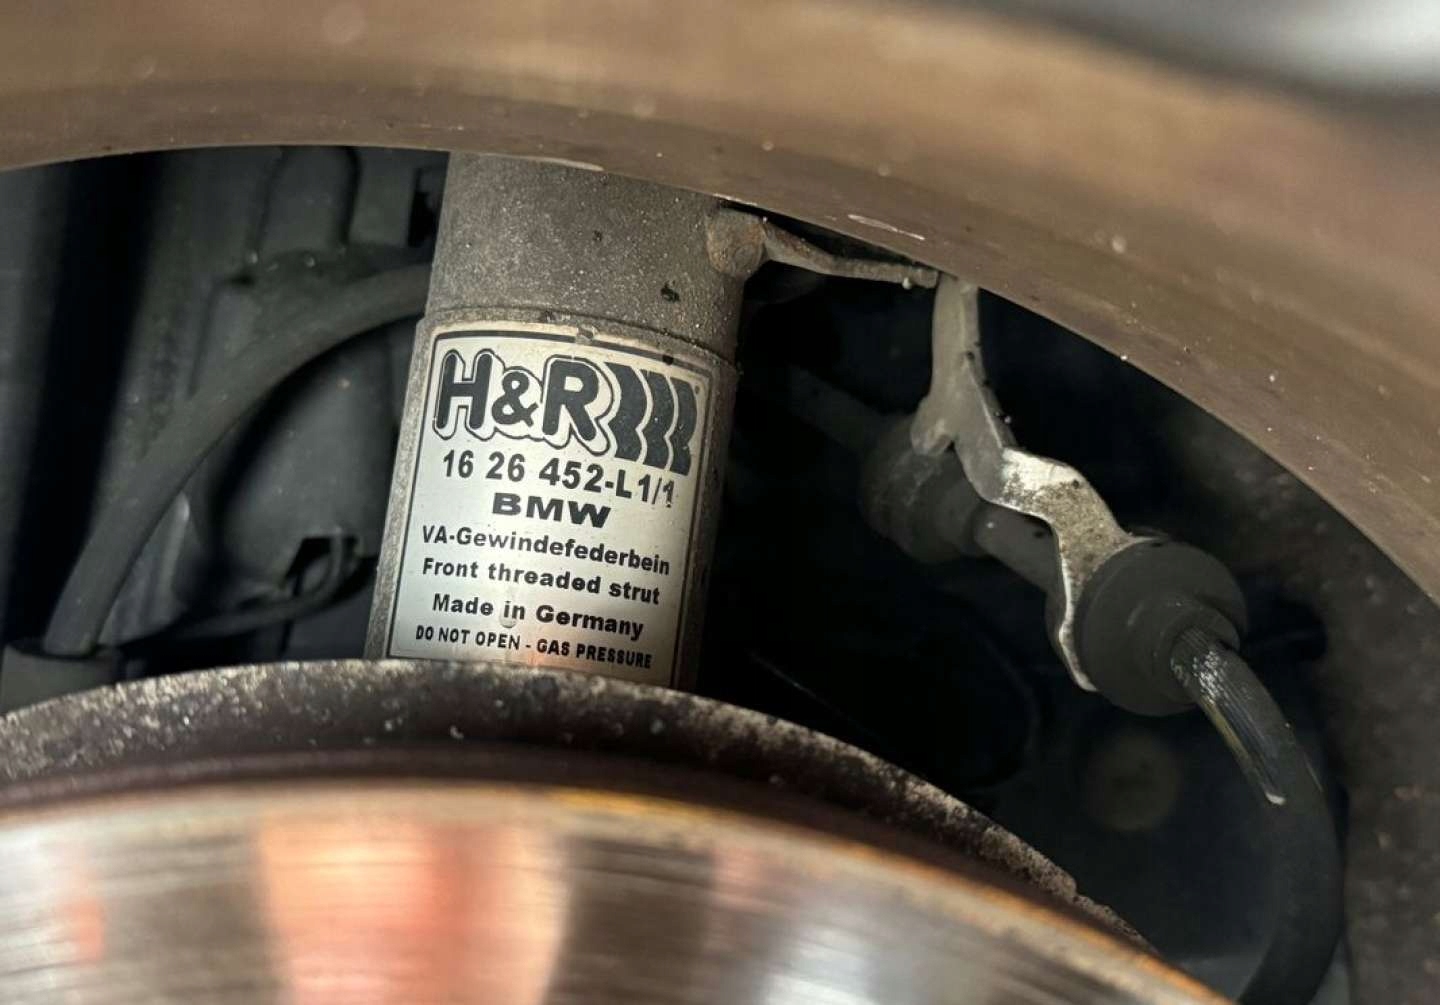 H&R
16 26 452-L1/1
BMW
VA-Gewindefederbein
Front threaded strut
Made in Germany
DO NOT OPEN - GAS PRESSURE